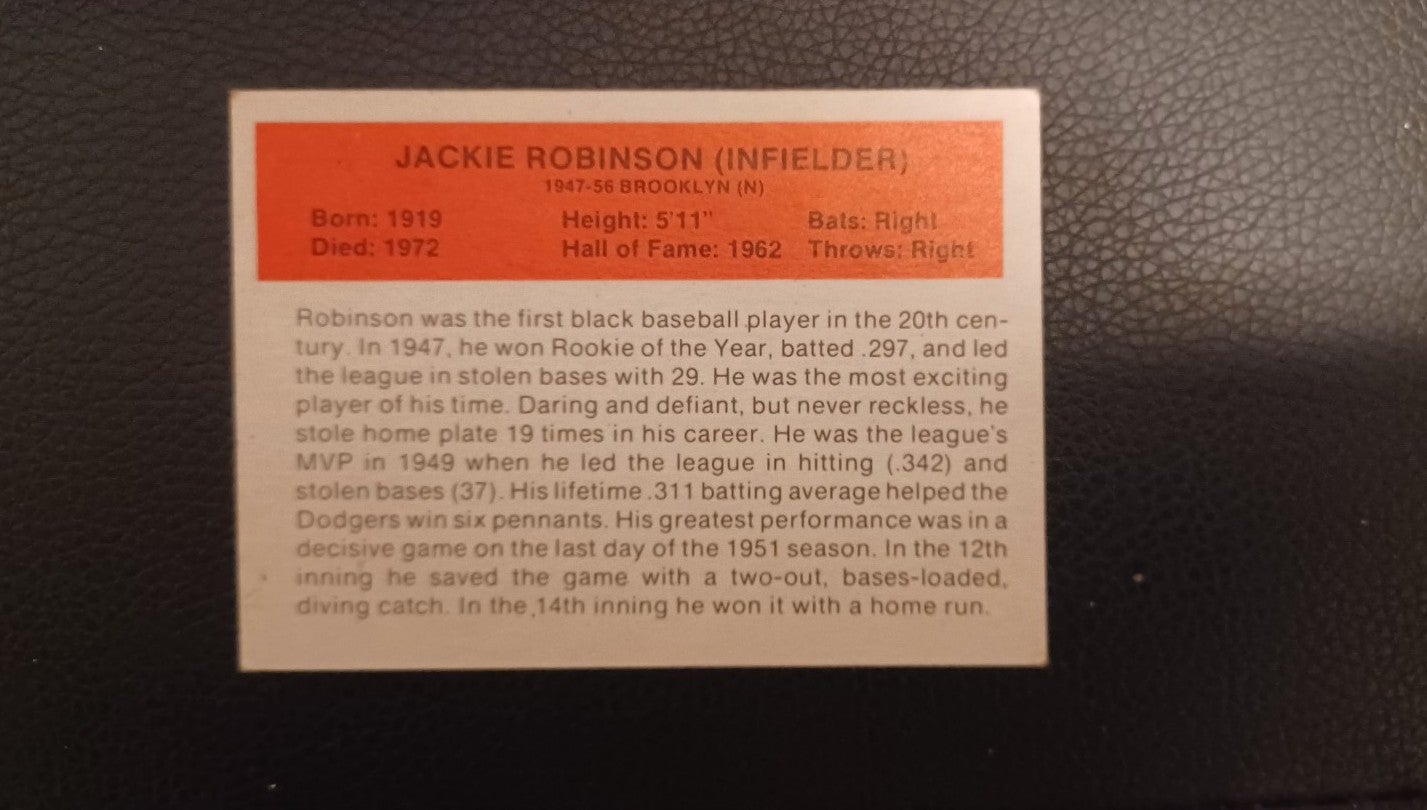 JACKIE ROBINSON (INFIELDER)
1947-56 BROOKLYN (N)
Born: 1919 Height: 5'11" Bats: Right
Died: 1972 Hall of Fame: 1962 Throws: Right
Robinson was the first black baseball player in the 20th cen-
tury. In 1947, he won Rookie of the Year, batted .297, and led
the league in stolen bases with 29. He was the most exciting
player of his time. Daring and defiant, but never reckless, he
stole home plate 19 times in his career. He was the league's
MVP in 1949 when he led the league in hitting (.342) and
stolen bases (37). His lifetime .311 batting average helped the
Dodgers win six pennants. His greatest performance was in a
decisive game on the last day of the 1951 season. In the 12th
inning he saved the game with a two-out, bases-loaded,
diving catch. In the 14th inning he won it with a home run.